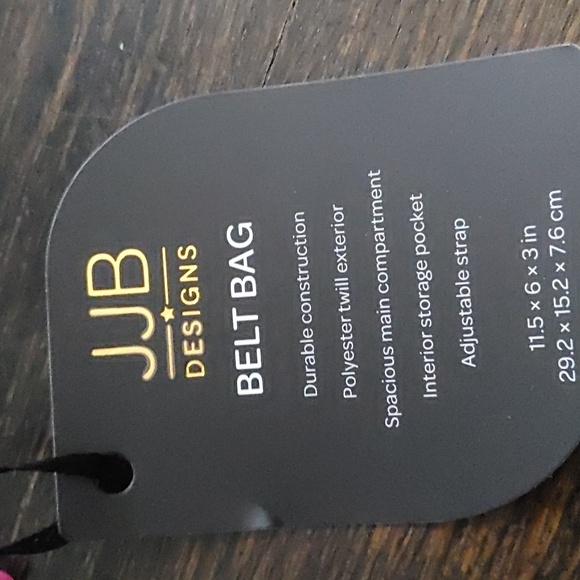 JJB
DESIGNS
BELT BAG
Durable construction
Polyester twill exterior
Spacious main compartment
Interior storage pocket
Adjustable strap
11.5 x 6 x 3 in
29.2 x 15.2 x 7.6 cm